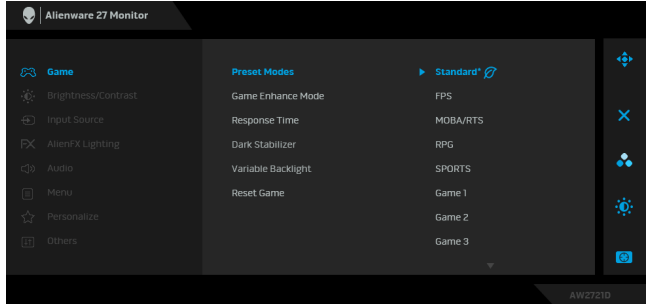 Alienware 27 Monitor
Game
Preset Modes
Standard*
Brightness/Contrast
Game Enhance Mode
FPS
Input Source
Response Time
MOBA/RTS
FX
AlienFX Lighting
Dark Stabilizer
RPG
Audio
Variable Backlight
SPORTS
Menu
Reset Game
Game 1
Personalize
Game 2
Others
Game 3
AW2721D